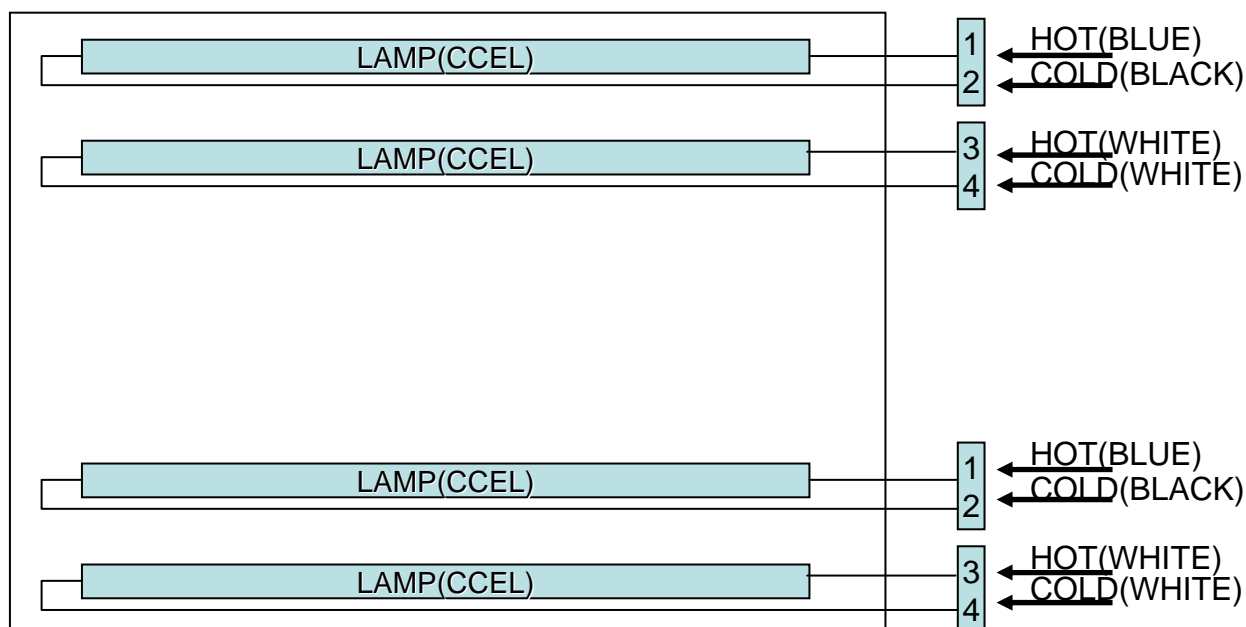 LAMP(CCEL) 1 HOT(BLUE)
2 COLD(BLACK)
LAMP(CCEL) 3 HOT(WHITE)
4 COLD(WHITE)
LAMP(CCEL) 1 HOT(BLUE)
2 COLD(BLACK)
LAMP(CCEL) 3 HOT(WHITE)
4 COLD(WHITE)